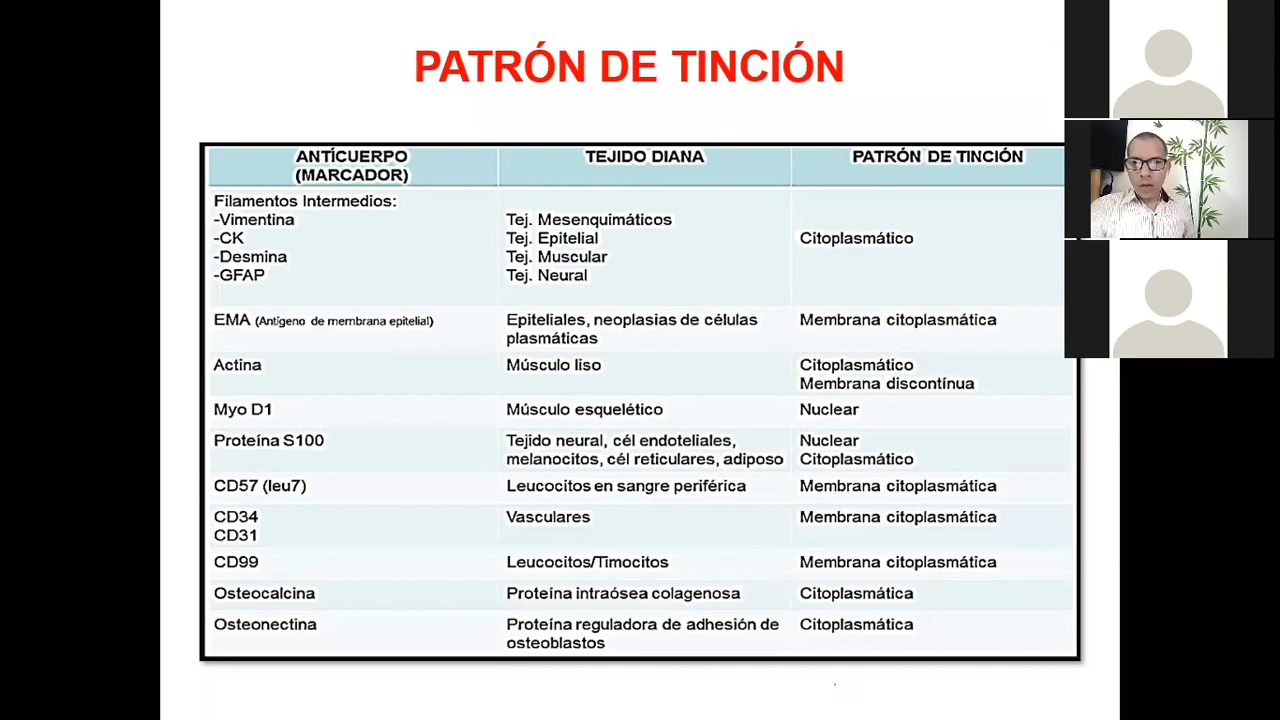 PATRÓN DE TINCIÓN
ANTÍCUERPO
(MARCADOR)
TEJIDO DIANA
PATRÓN DE TINCIÓN
Filamentos Intermedios:
-Vimentina
-CK
-Desmina
-GFAP
Tej. Mesenquimáticos
Tej. Epitelial
Tej. Muscular
Tej. Neural
Citoplasmático
EMA (Antígeno de membrana epitelial)
Epiteliales, neoplasias de células
plasmáticas
Membrana citoplasmática
Actina
Músculo liso
Citoplasmático
Membrana discontínua
Myo D1
Músculo esquelético
Nuclear
Proteína S100
Tejido neural, cél endoteliales,
melanocitos, cél reticulares, adiposo
Nuclear
Citoplasmático
CD57 (leu7)
Leucocitos en sangre periférica
Membrana citoplasmática
CD34
CD31
Vasculares
Membrana citoplasmática
CD99
Leucocitos/Timocitos
Membrana citoplasmática
Osteocalcina
Proteína intraósea colagenosa
Citoplasmática
Osteonectina
Proteína reguladora de adhesión de
osteoblastos
Citoplasmática